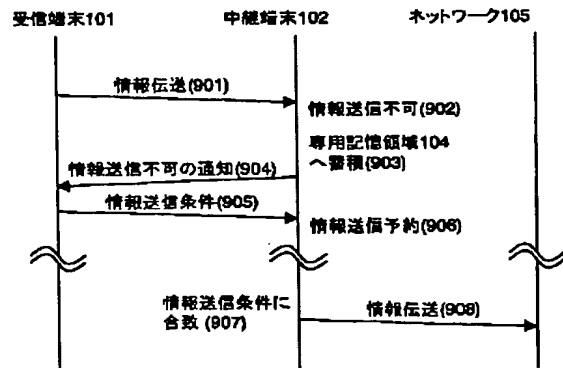 受信端末101
中継端末102
ネットワーク105
情報伝送(901)
情報送信不可(902)
専用記憶領域104
へ蓄積(903)
情報送信不可の通知(904)
情報送信条件(905)
情報送信予約(906)
情報送信条件に
合致(907)
情報伝送(908)